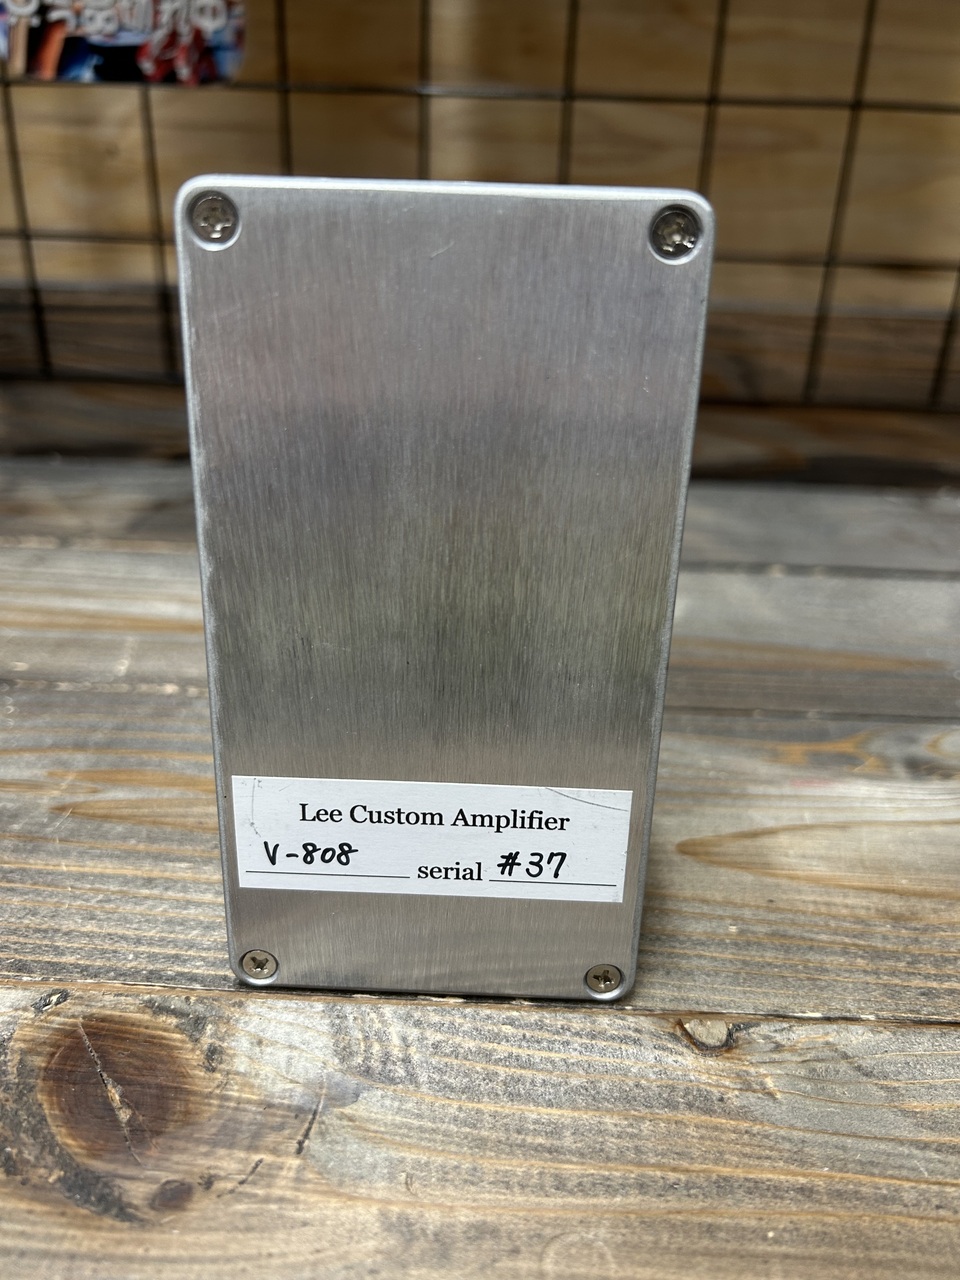 Lee Custom Amplifier
V-808 serial #37